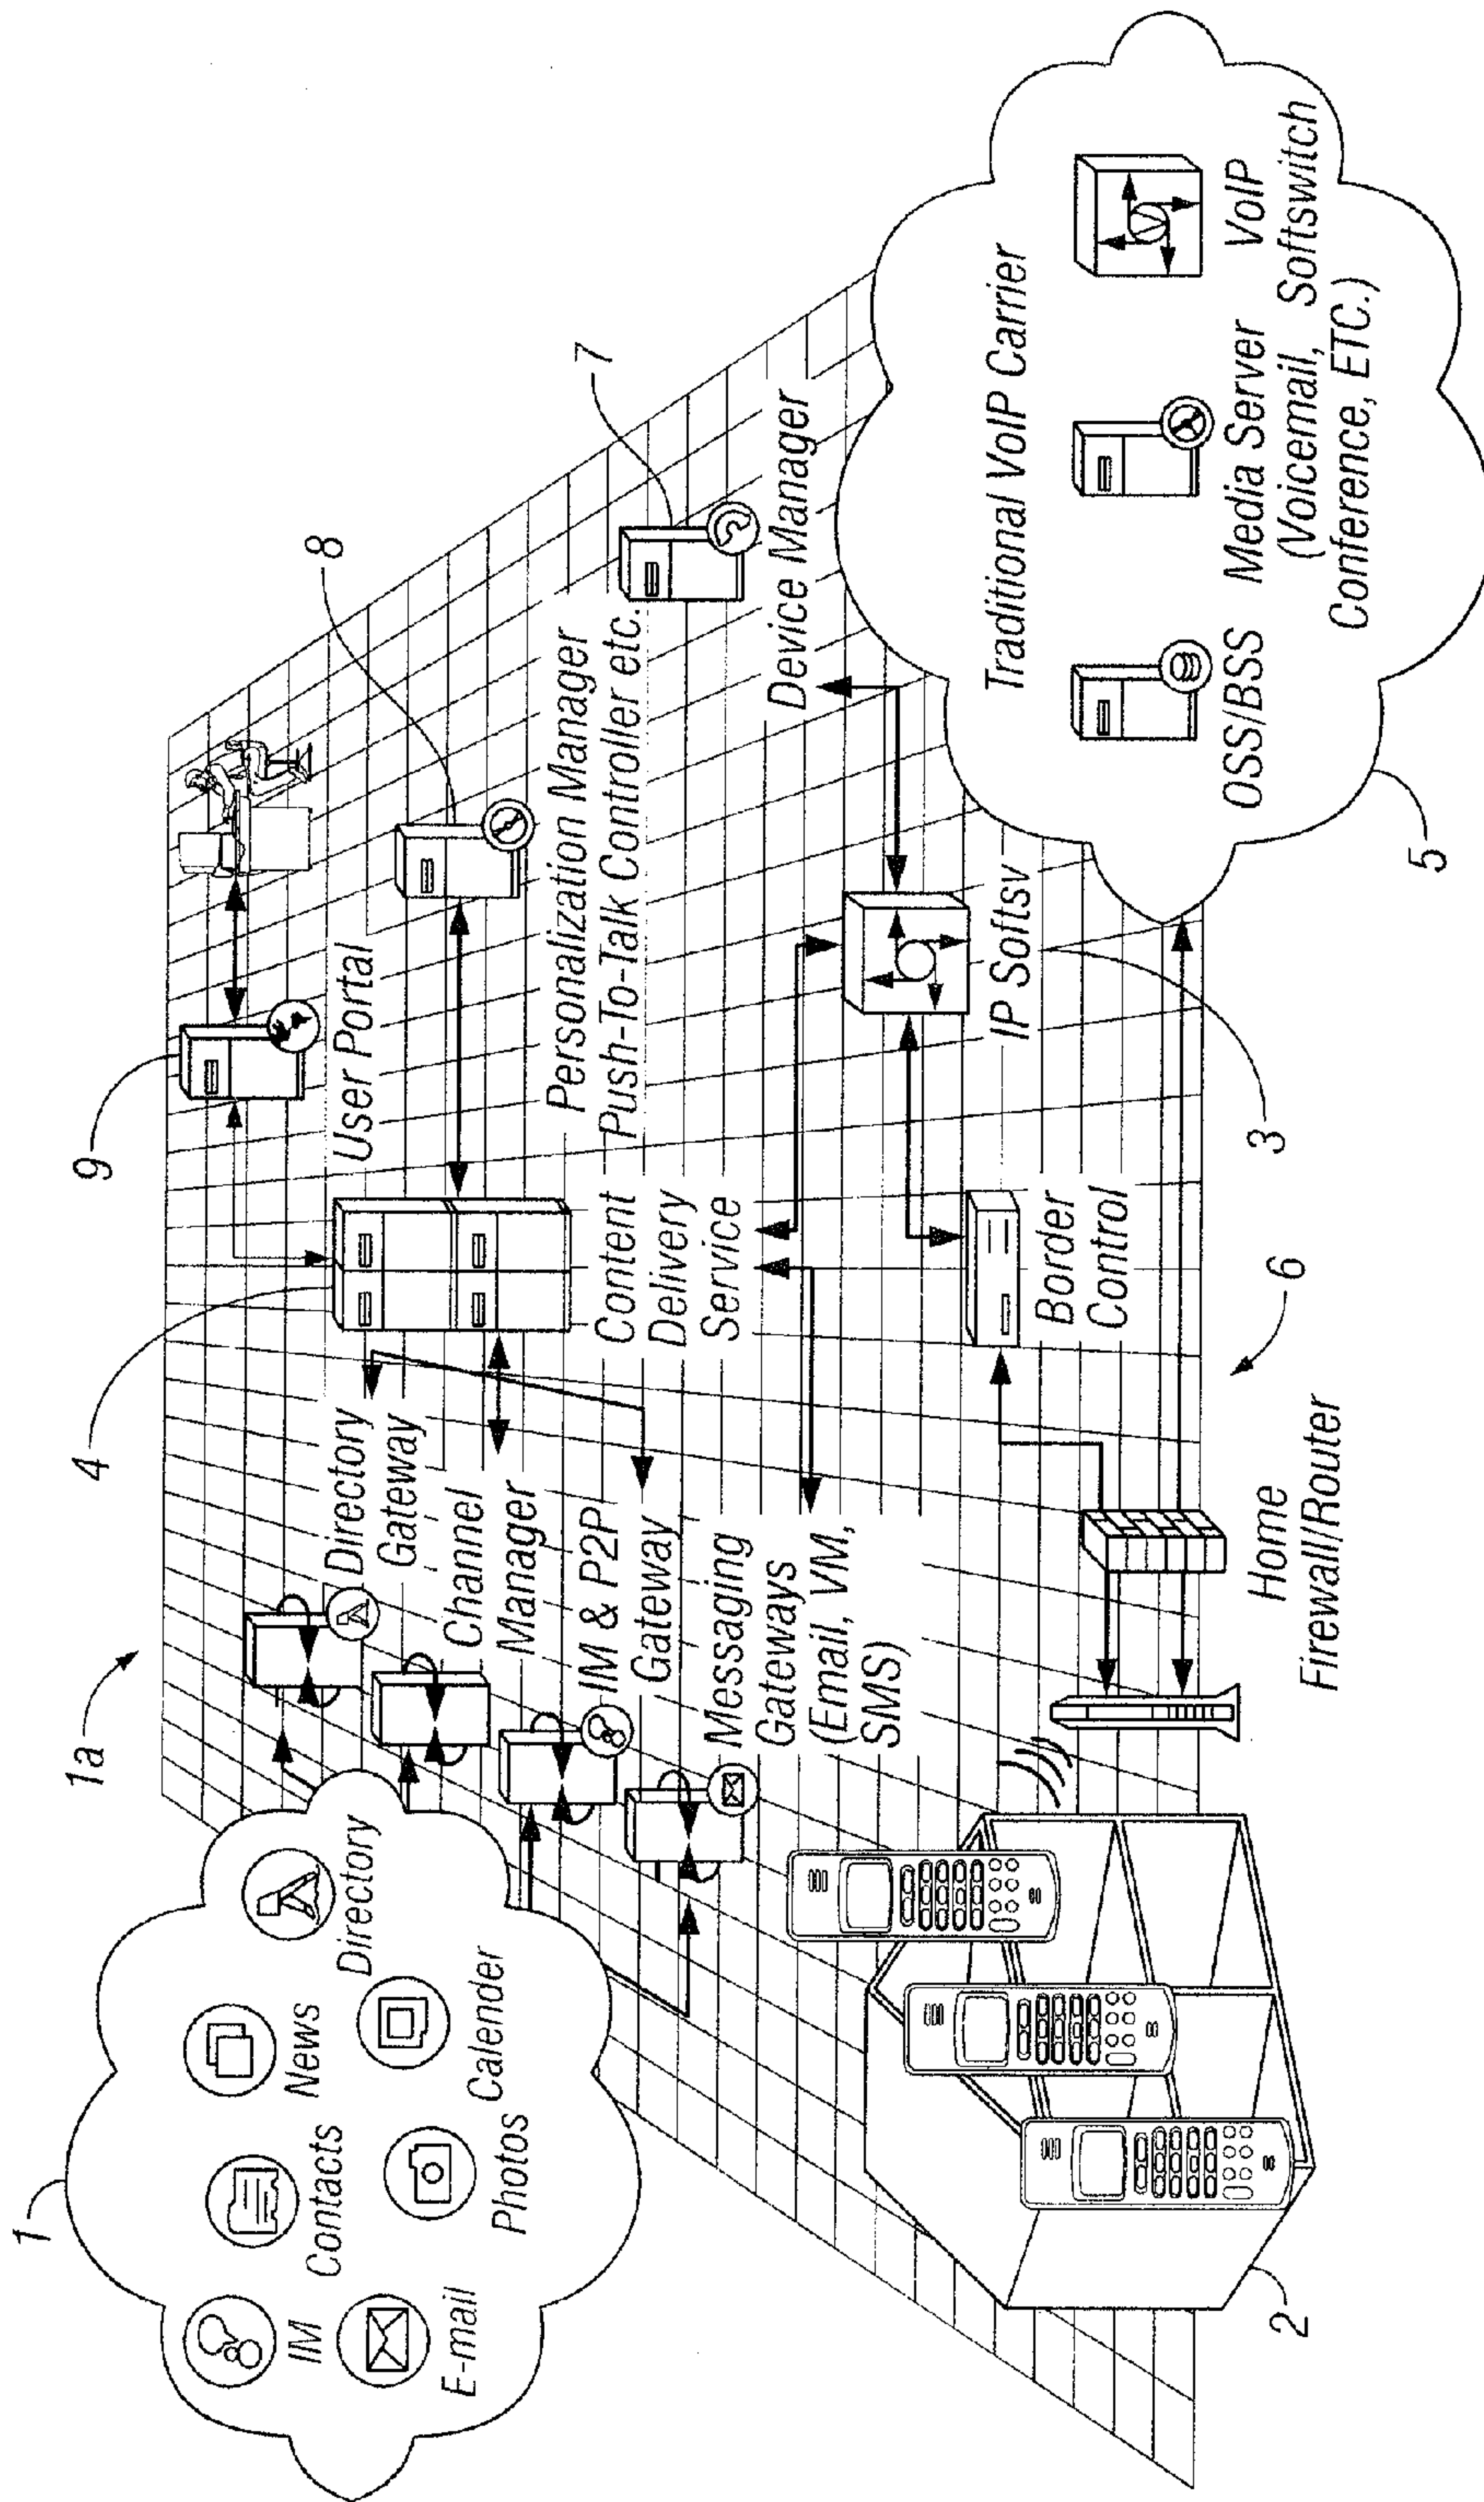 1
IM
Contacts
News
Directory
E-mail
Photos
Calender
1a
Directory
Gateway
Channel
Manager
IM & P2P
Gateway
Messaging
Gateways
(Email, VM,
SMS)
4
Content
Delivery
Service
9
User Portal
8
Personalization Manager
Push-To-Talk Controller etc.
7
Device Manager
2
Home
Firewall/Router
6
Border
Control
IP Softsv
3
Traditional VoIP Carrier
OSS/BSS
Media Server
(Voicemail,
Conference, ETC.)
VoIP
Softswitch
5